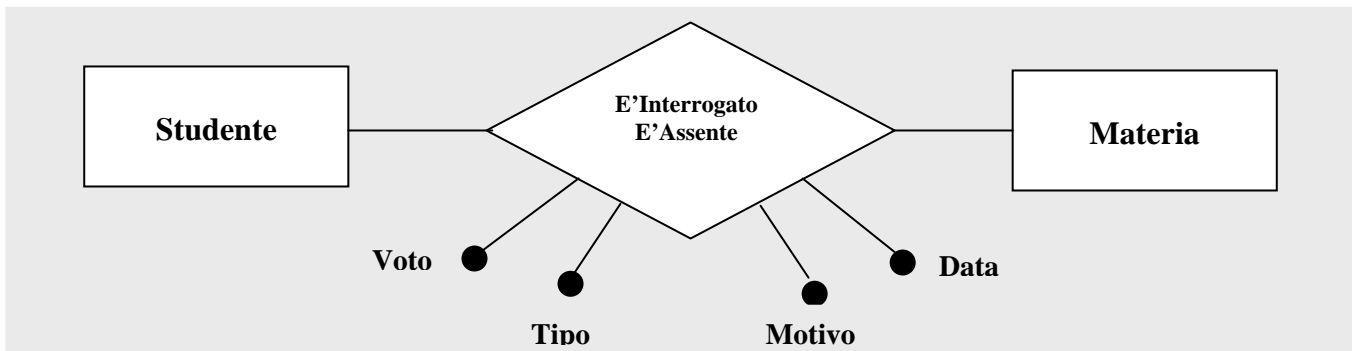 E'Interrogato
E'Assente
Studente
Materia
Voto
Data
Tipo
Motivo